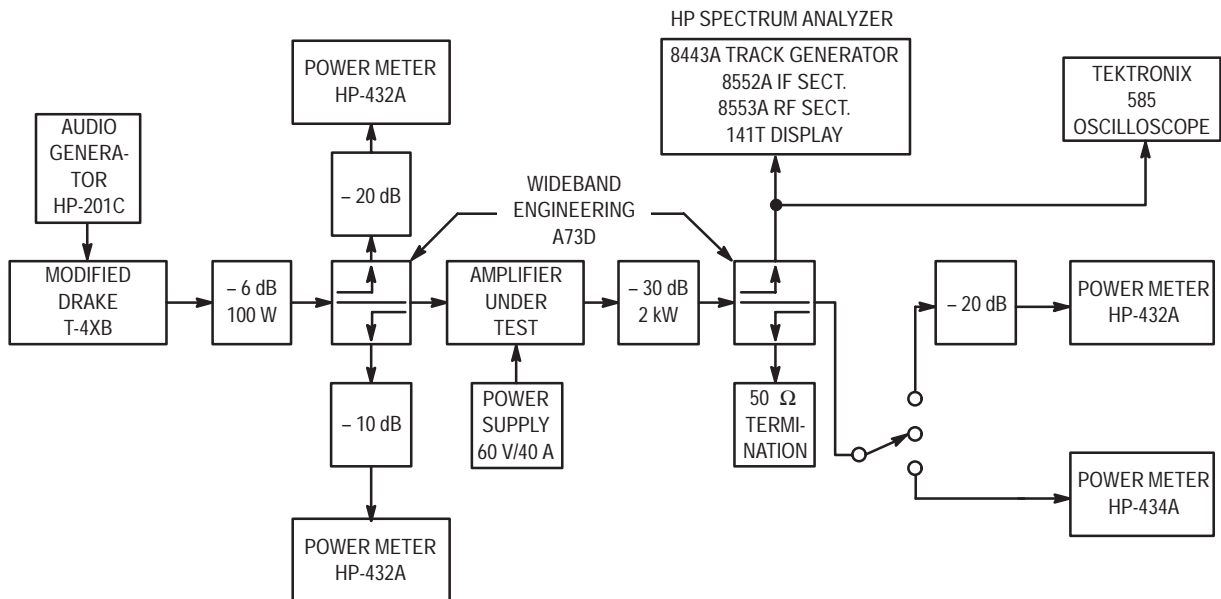 HP SPECTRUM ANALYZER
POWER METER
HP-432A
8443A TRACK GENERATOR
8552A IF SECT.
8553A RF SECT.
141T DISPLAY
TEKTRONIX
585
OSCILLOSCOPE
AUDIO
GENERA-
TOR
HP-201C
– 20 dB
WIDEBAND
ENGINEERING
A73D
MODIFIED
DRAKE
T-4XB
– 6 dB
100 W
AMPLIFIER
UNDER
TEST
– 30 dB
2 kW
– 20 dB
POWER METER
HP-432A
– 10 dB
POWER
SUPPLY
60 V/40 A
50 Ω
TERMI-
NATION
POWER METER
HP-434A
POWER METER
HP-432A